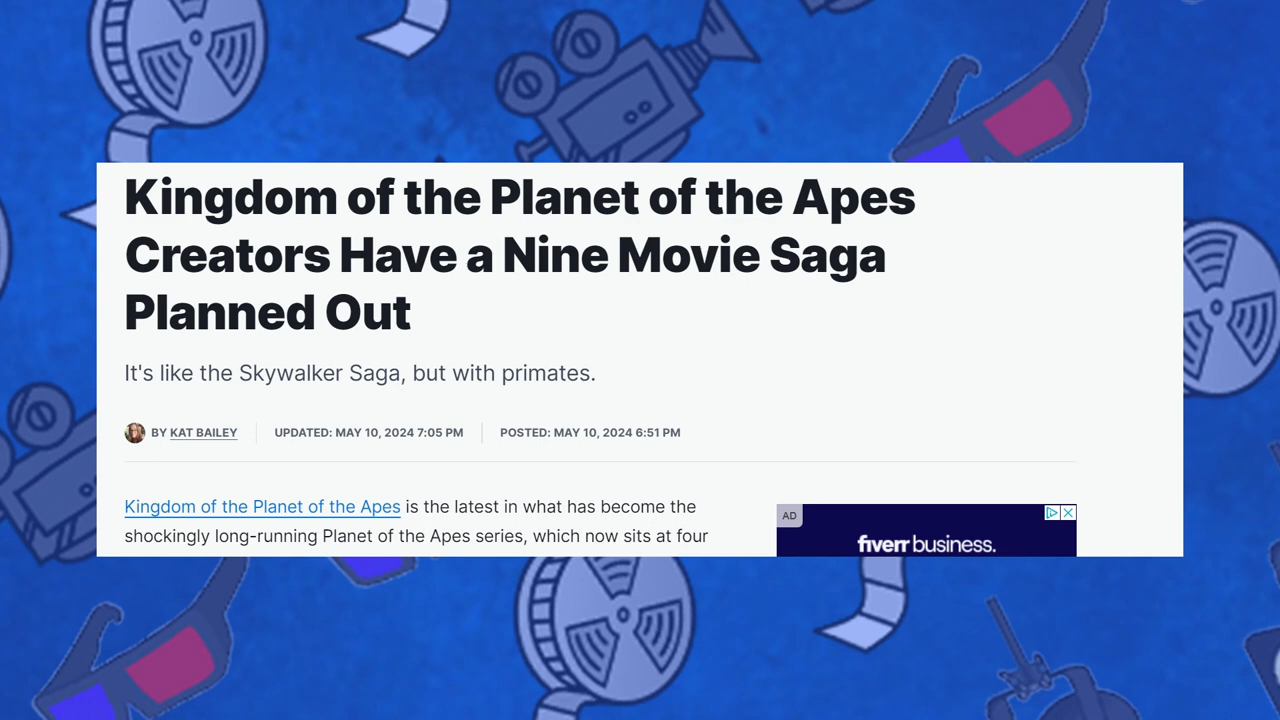 Kingdom of the Planet of the Apes
Creators Have a Nine Movie Saga
Planned Out
It's like the Skywalker Saga, but with primates.
BY KAT BAILEY UPDATED: MAY 10, 2024 7:05 PM POSTED: MAY 10, 2024 6:51 PM
Kingdom of the Planet of the Apes is the latest in what has become the
shockingly long-running Planet of the Apes series, which now sits at four
AD
fiverr business.